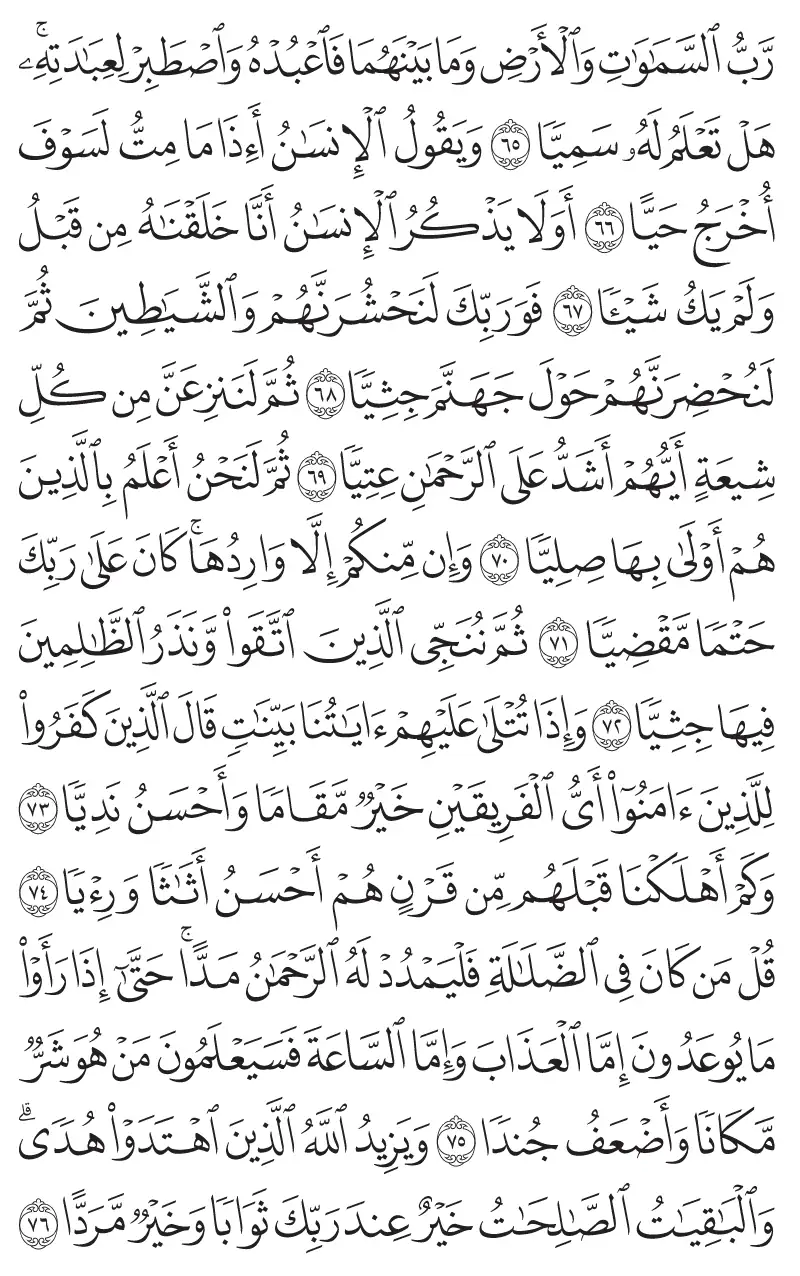 رَّبُّ ٱلسَّمَٰوَٰتِ وَٱلْأَرْضِ وَمَا بَيْنَهُمَا فَٱعْبُدْهُ وَٱصْطَبِرْ لِعِبَٰدَتِهِۦۚ
هَلْ تَعْلَمُ لَهُۥ سَمِيًّا ٦٥ وَيَقُولُ ٱلْإِنسَٰنُ أَءِذَا مَا مِتُّ لَسَوْفَ
أُخْرَجُ حَيًّا ٦٦ أَوَلَا يَذْكُرُ ٱلْإِنسَٰنُ أَنَّا خَلَقْنَٰهُ مِن قَبْلُ
وَلَمْ يَكُ شَيْـًٔا ٦٧ فَوَرَبِّكَ لَنَحْشُرَنَّهُمْ وَٱلشَّيَٰطِينَ ثُمَّ
لَنُحْضِرَنَّهُمْ حَوْلَ جَهَنَّمَ جِثِيًّا ٦٨ ثُمَّ لَنَنزِعَنَّ مِن كُلِّ
شِيعَةٍ أَيُّهُمْ أَشَدُّ عَلَى ٱلرَّحْمَٰنِ عِتِيًّا ٦٩ ثُمَّ لَنَحْنُ أَعْلَمُ بِٱلَّذِينَ
هُمْ أَوْلَىٰ بِهَا صِلِيًّا ٧٠ وَإِن مِّنكُمْ إِلَّا وَارِدُهَاۚ كَانَ عَلَىٰ رَبِّكَ
حَتْمًا مَّقْضِيًّا ٧١ ثُمَّ نُنَجِّى ٱلَّذِينَ ٱتَّقَوا۟ وَّنَذَرُ ٱلظَّٰلِمِينَ
فِيهَا جِثِيًّا ٧٢ وَإِذَا تُتْلَىٰ عَلَيْهِمْ ءَايَٰتُنَا بَيِّنَٰتٍ قَالَ ٱلَّذِينَ كَفَرُوا۟
لِلَّذِينَ ءَامَنُوٓا۟ أَىُّ ٱلْفَرِيقَيْنِ خَيْرٌ مَّقَامًا وَأَحْسَنُ نَدِيًّا ٧٣
وَكَمْ أَهْلَكْنَا قَبْلَهُم مِّن قَرْنٍ هُمْ أَحْسَنُ أَثَٰثًا وَرِءْيًا ٧٤
قُلْ مَن كَانَ فِى ٱلضَّلَٰلَةِ فَلْيَمْدُدْ لَهُ ٱلرَّحْمَٰنُ مَدًّاۚ حَتَّىٰٓ إِذَا رَأَوْا۟
مَا يُوعَدُونَ إِمَّا ٱلْعَذَابَ وَإِمَّا ٱلسَّاعَةَ فَسَيَعْلَمُونَ مَنْ هُوَ شَرٌّ
مَّكَانًا وَأَضْعَفُ جُندًا ٧٥ وَيَزِيدُ ٱللَّهُ ٱلَّذِينَ ٱهْتَدَوْا۟ هُدًىۗ
وَٱلْبَٰقِيَٰتُ ٱلصَّٰلِحَٰتُ خَيْرٌ عِندَ رَبِّكَ ثَوَابًا وَخَيْرٌ مَّرَدًّا ٧٦